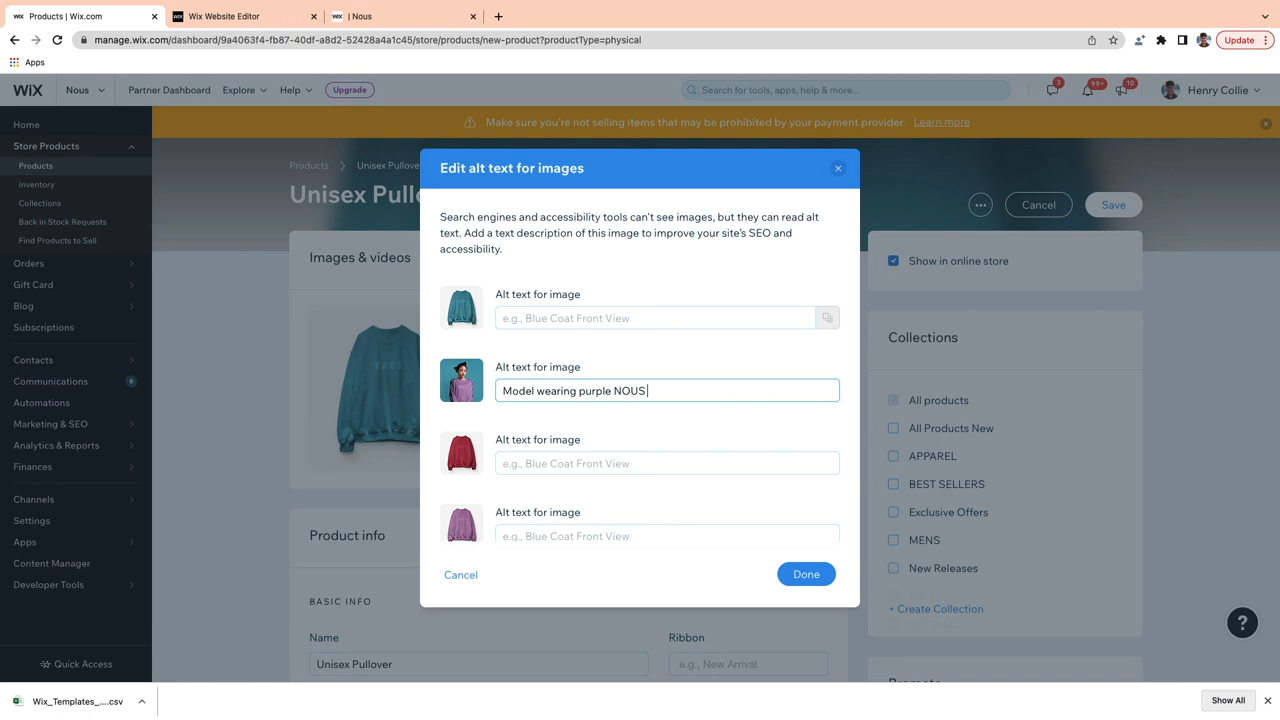 Products | Wix.com
Wix Website Editor
| Nous
manage.wix.com/dashboard/9a4063f4-fb87-40df-a8d2-52428a4a1c45/store/products/new-product?productType=physical
Update
Apps
WiX
Nous
Partner Dashboard
Explore
Help
Upgrade
Search for tools, apps, help & more...
3
99+
10
Henry Collie
Make sure you're not selling items that may be prohibited by your payment provider. Learn more
Home
Store Products
Products
Inventory
Collections
Back in Stock Requests
Find Products to Sell
Orders
Gift Card
Blog
Subscriptions
Contacts
Communications 6
Automations
Marketing & SEO
Analytics & Reports
Finances
Channels
Settings
Apps
Content Manager
Developer Tools
Quick Access
Products
Unisex Pullove
Unisex Pull
Cancel
Save
Images & videos
Product info
BASIC INFO
Name
Unisex Pullover
Ribbon
e.g., New Arrival
Edit alt text for images
Search engines and accessibility tools can't see images, but they can read alt
text. Add a text description of this image to improve your site's SEO and
accessibility.
Alt text for image
e.g., Blue Coat Front View
Alt text for image
Model wearing purple NOUS
Alt text for image
e.g., Blue Coat Front View
Alt text for image
e.g., Blue Coat Front View
Cancel
Done
Show in online store
Collections
All products
All Products New
APPAREL
BEST SELLERS
Exclusive Offers
MENS
New Releases
+ Create Collection
?
Wix_Templates_....csv
Show All